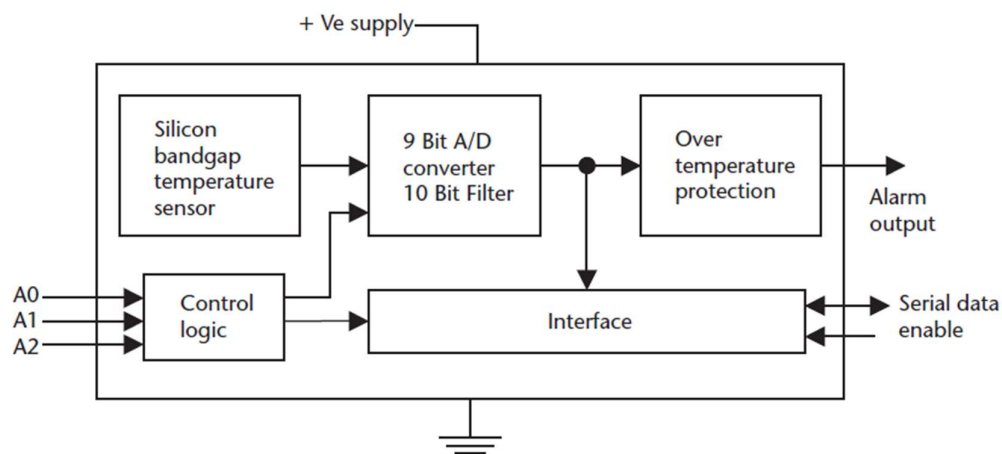 + Ve supply
Silicon
bandgap
temperature
sensor
9 Bit A/D
converter
10 Bit Filter
Over
temperature
protection
Alarm
output
A0
A1
A2
Control
logic
Interface
Serial data
enable